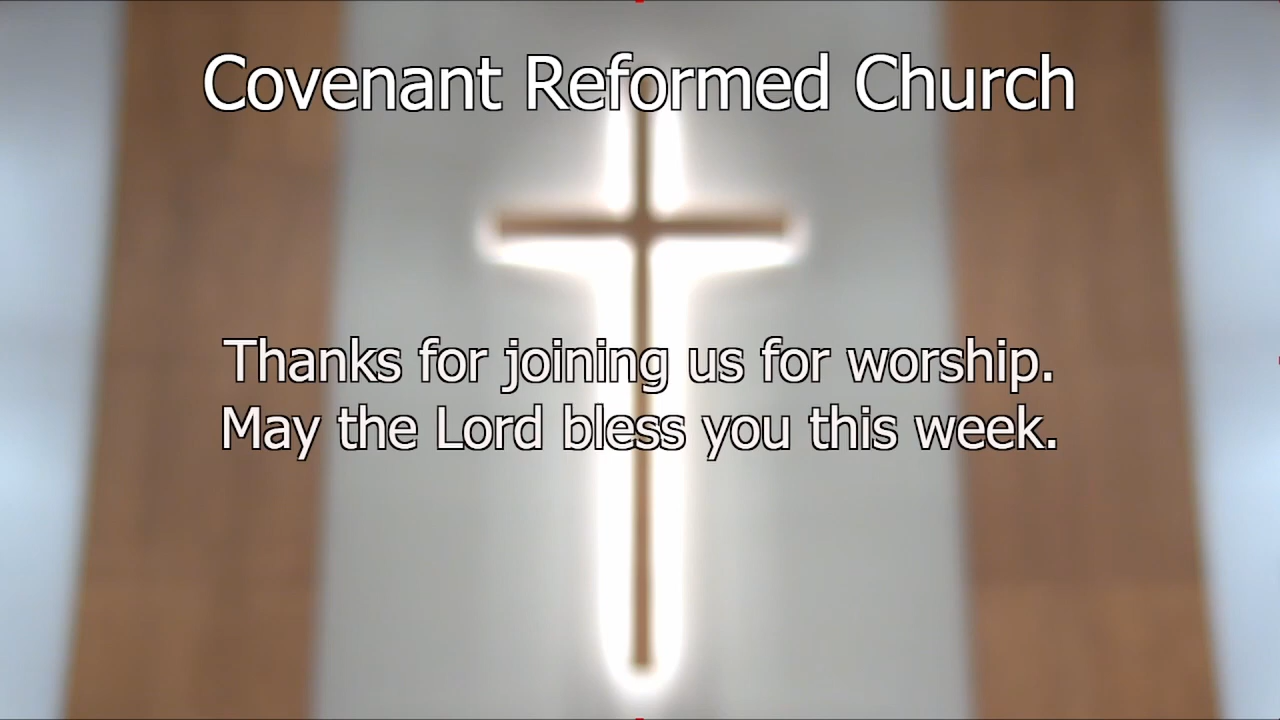 Covenant Reformed Church
Thanks for joining us for worship.
May the Lord bless you this week.